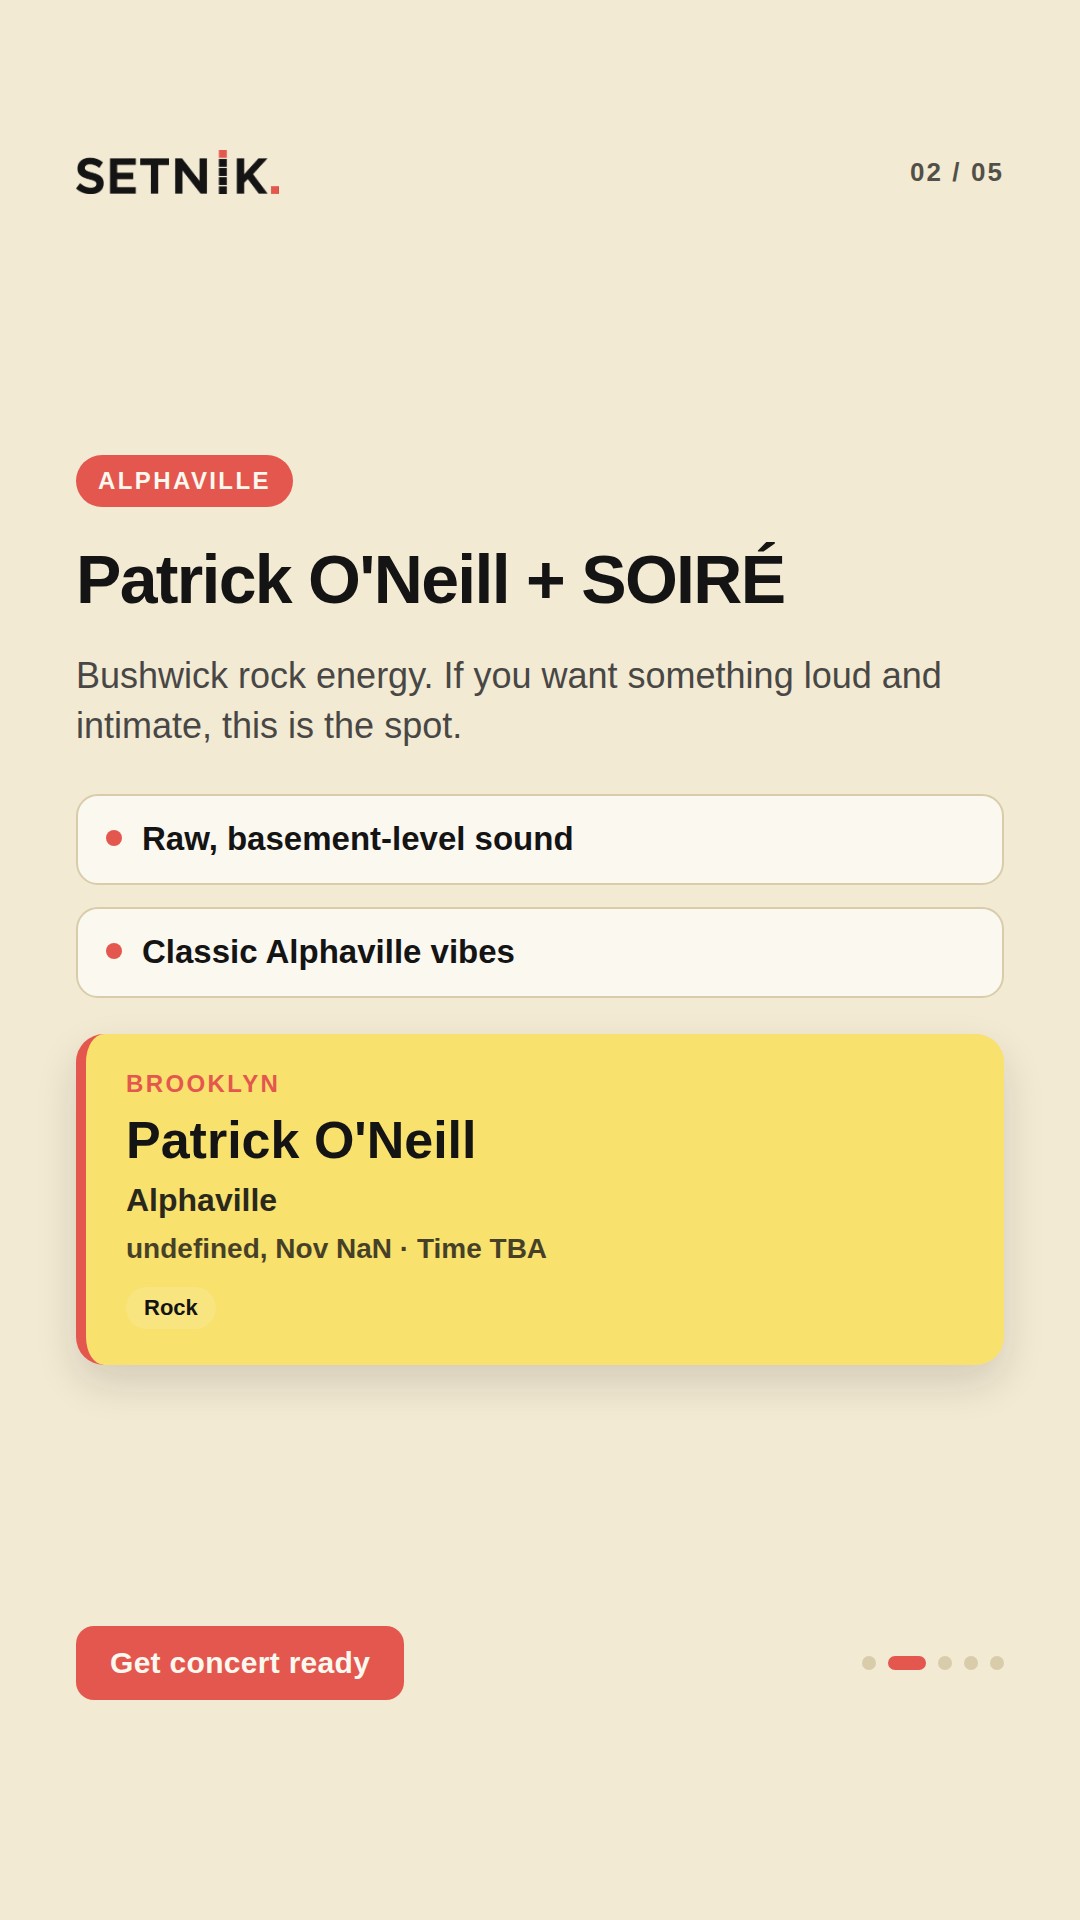 SETNIK.
02 / 05
ALPHAVILLE
Patrick O'Neill + SOIRÉ
Bushwick rock energy. If you want something loud and
intimate, this is the spot.
Raw, basement-level sound
Classic Alphaville vibes
BROOKLYN
Patrick O'Neill
Alphaville
undefined, Nov NaN · Time TBA
Rock
Get concert ready